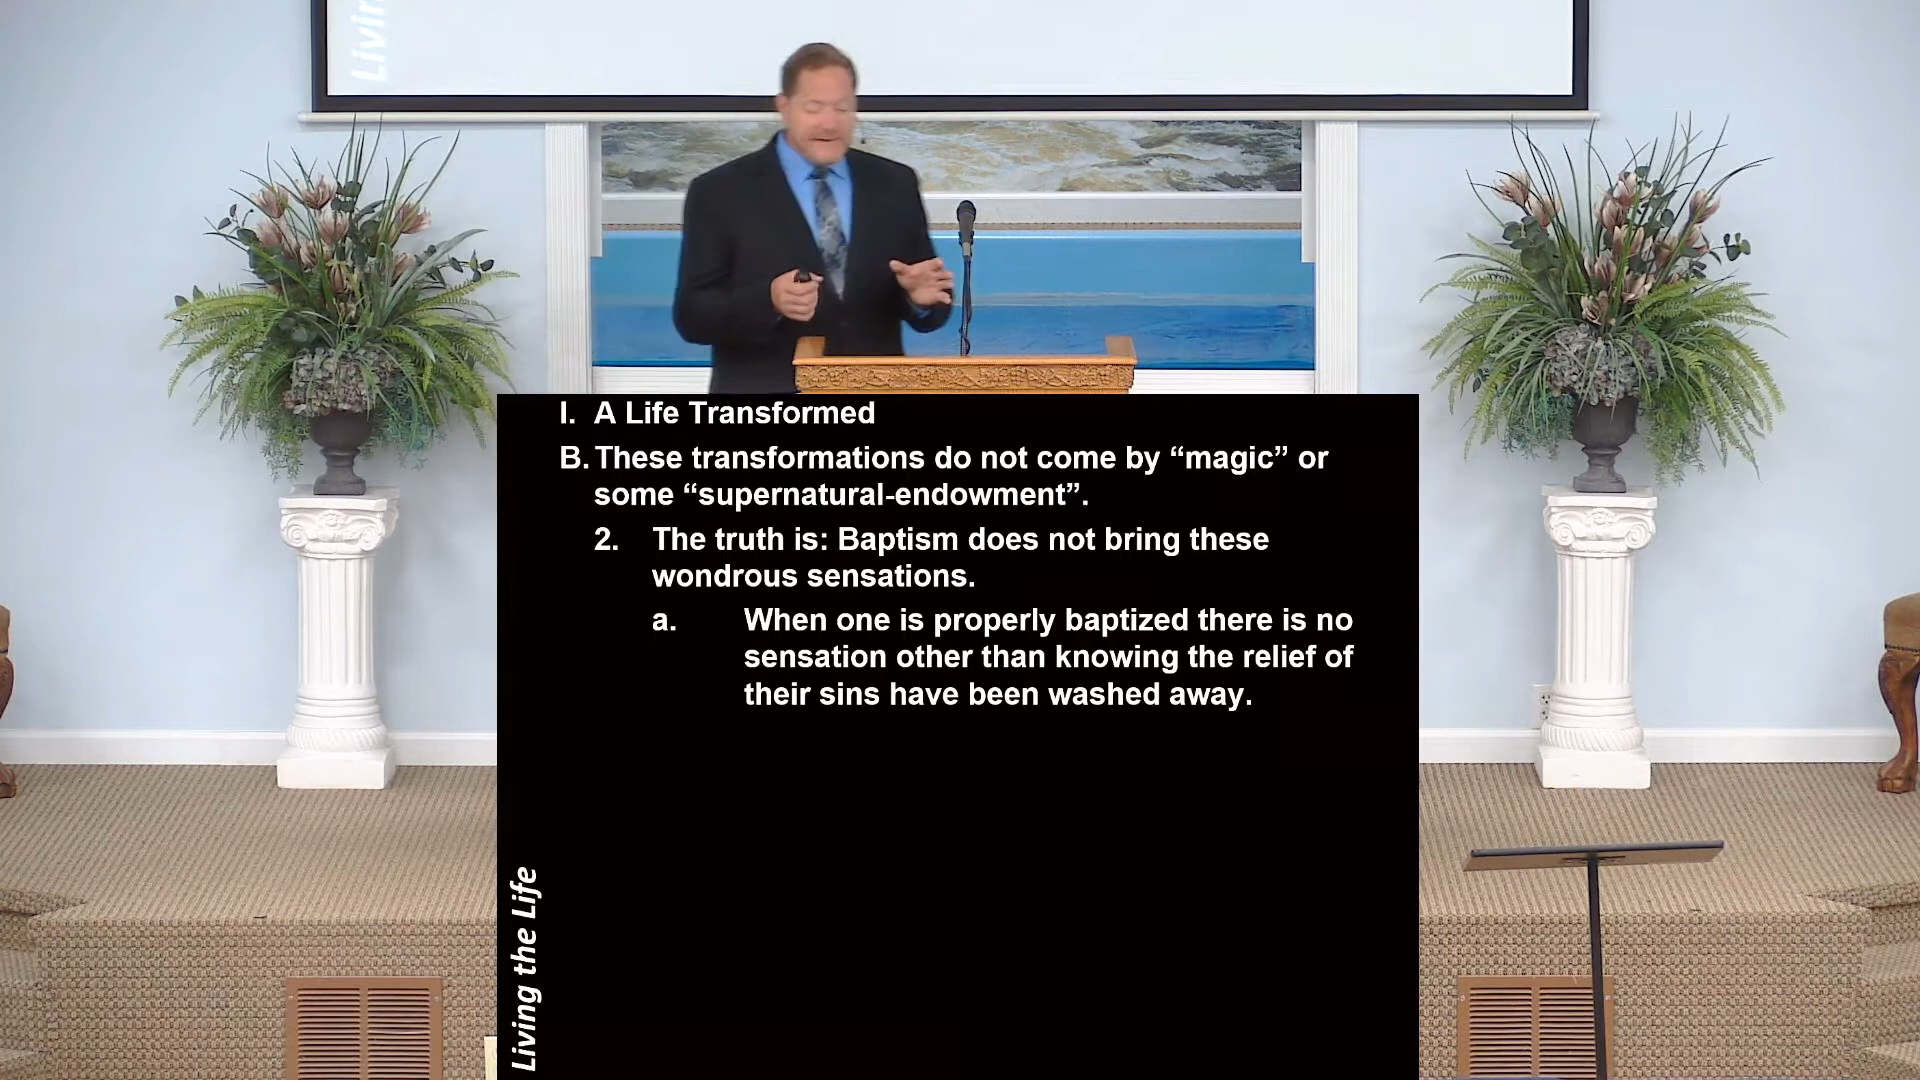 Livin
I. A Life Transformed
B. These transformations do not come by “magic” or
some “supernatural-endowment”.
2. The truth is: Baptism does not bring these
wondrous sensations.
a. When one is properly baptized there is no
sensation other than knowing the relief of
their sins have been washed away.
Living the Life